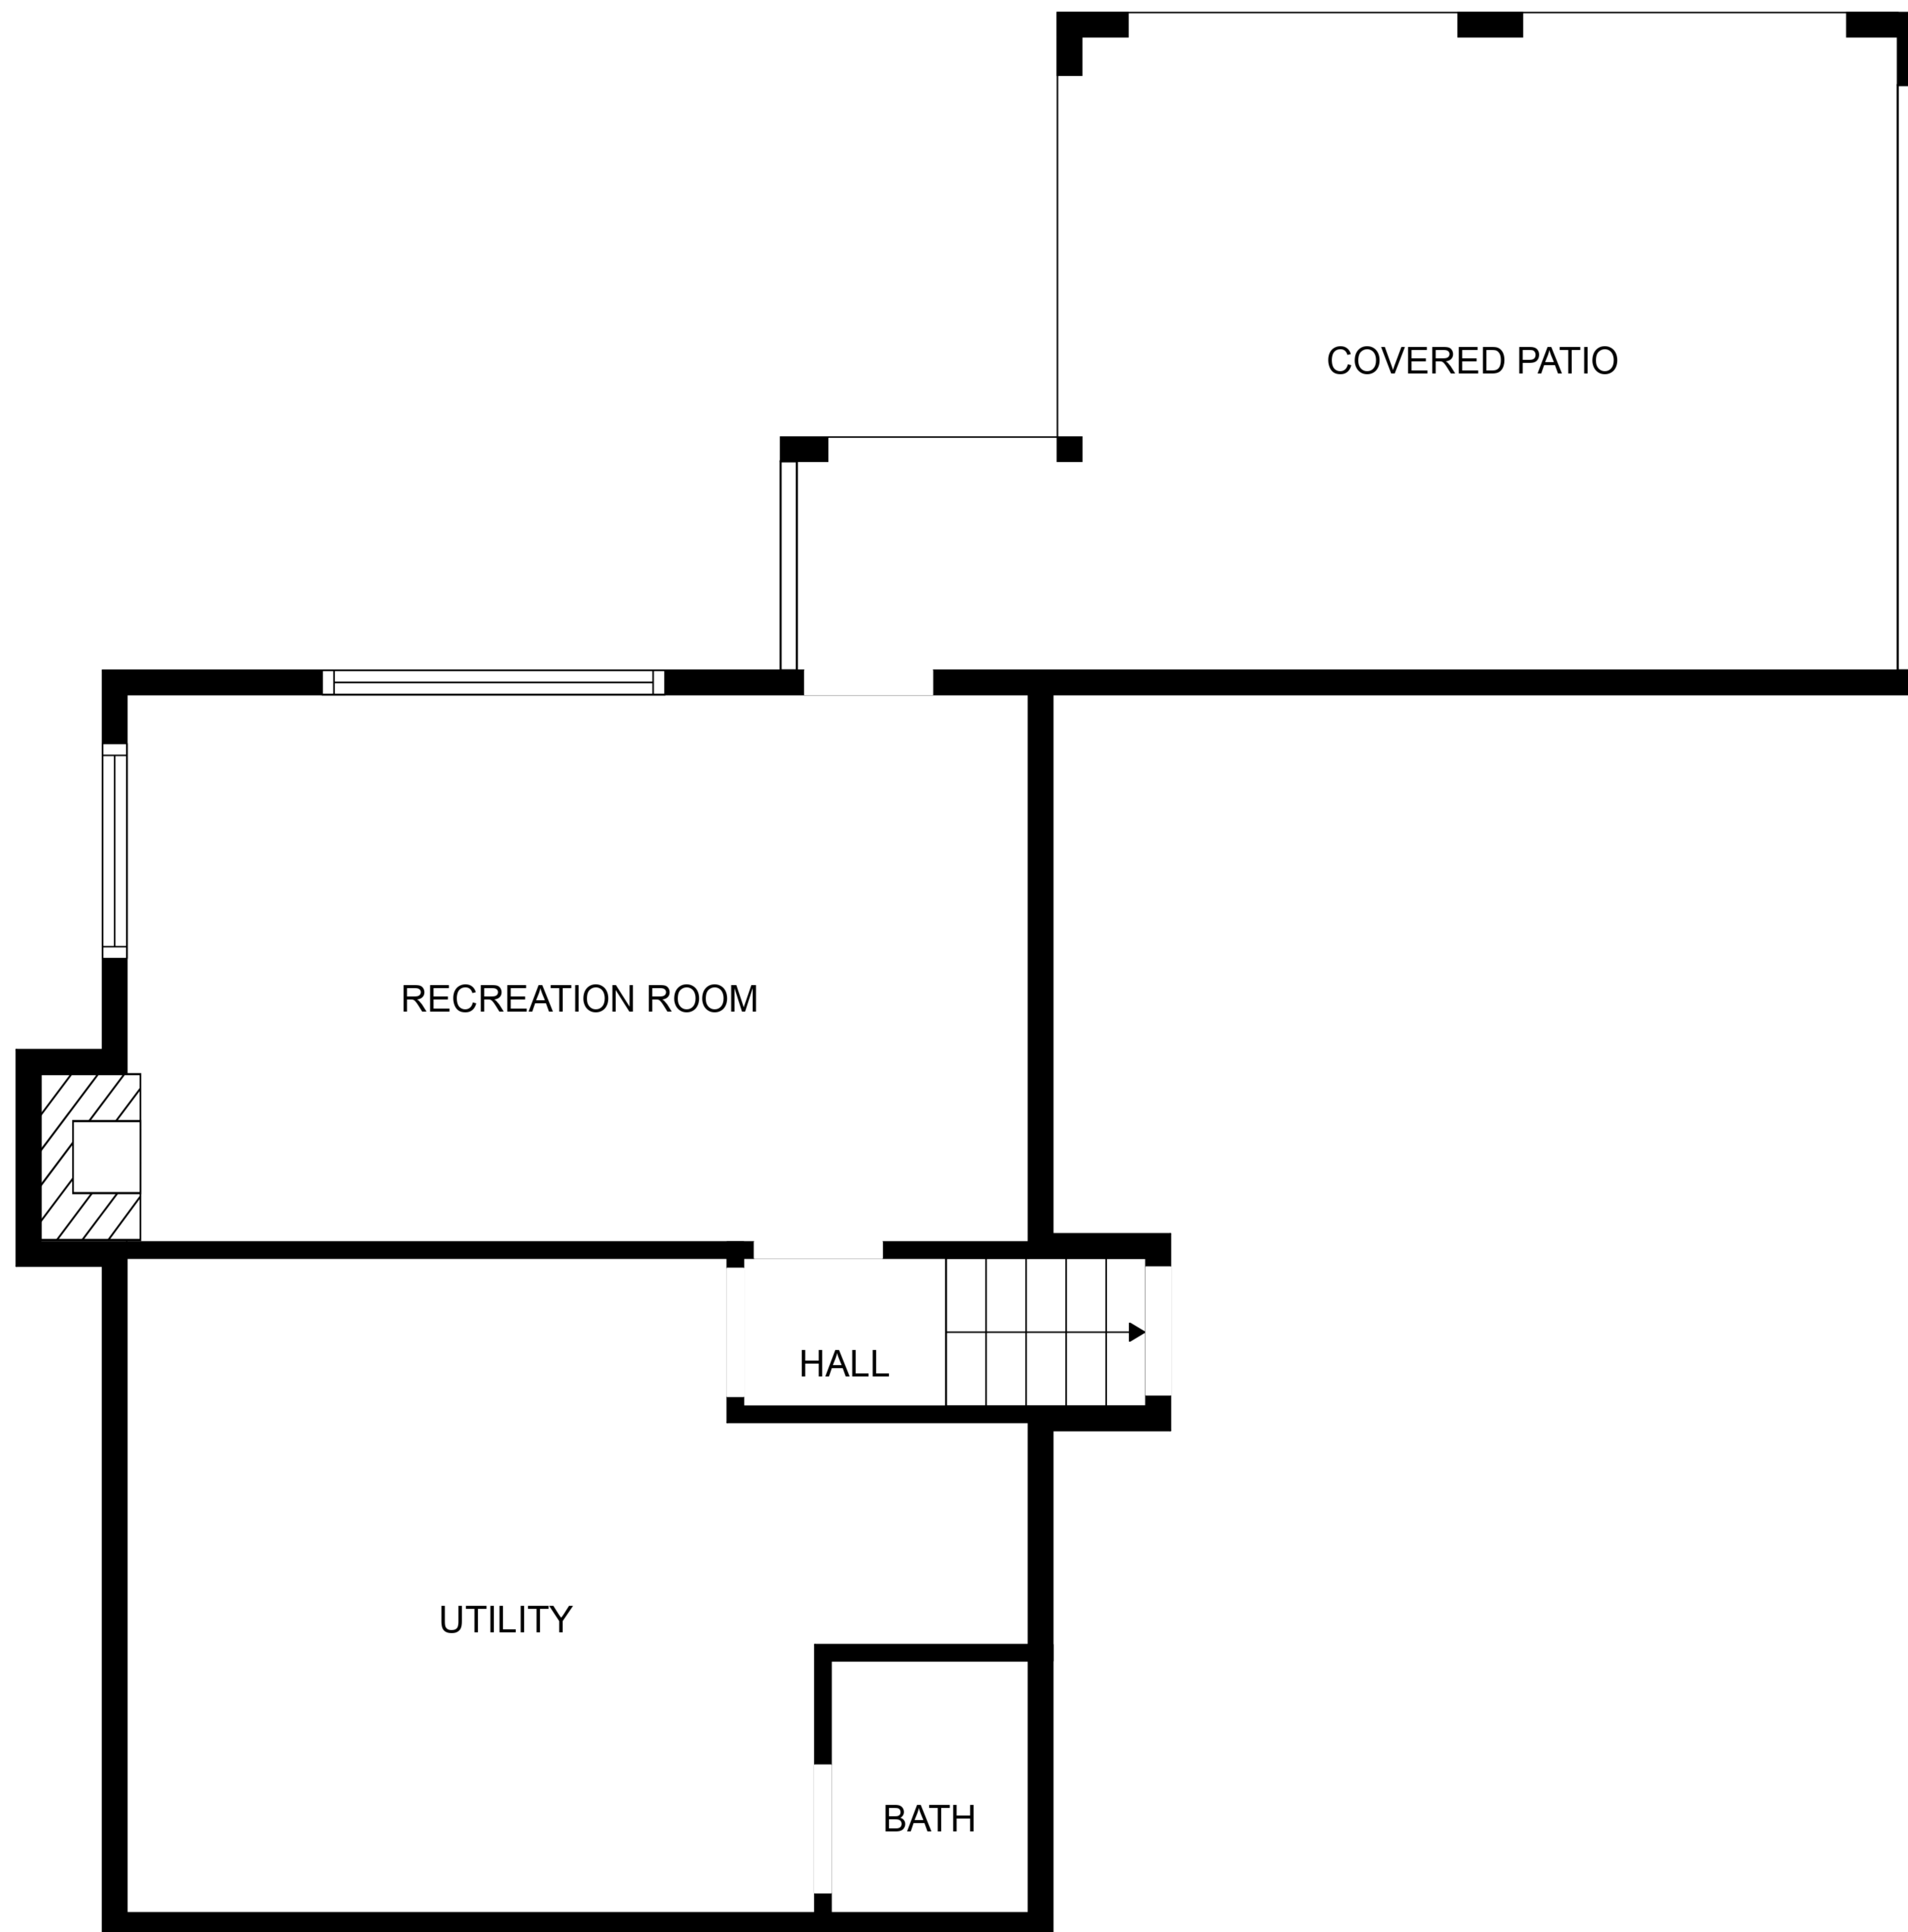 COVERED PATIO
RECREATION ROOM
HALL
UTILITY
BATH